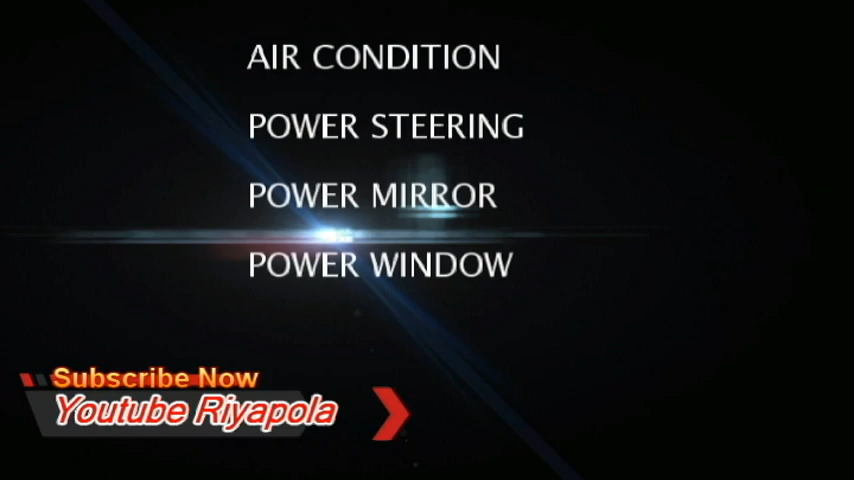 AIR CONDITION
POWER STEERING
POWER MIRROR
POWER WINDOW
Subscribe Now
Youtube Riyapola